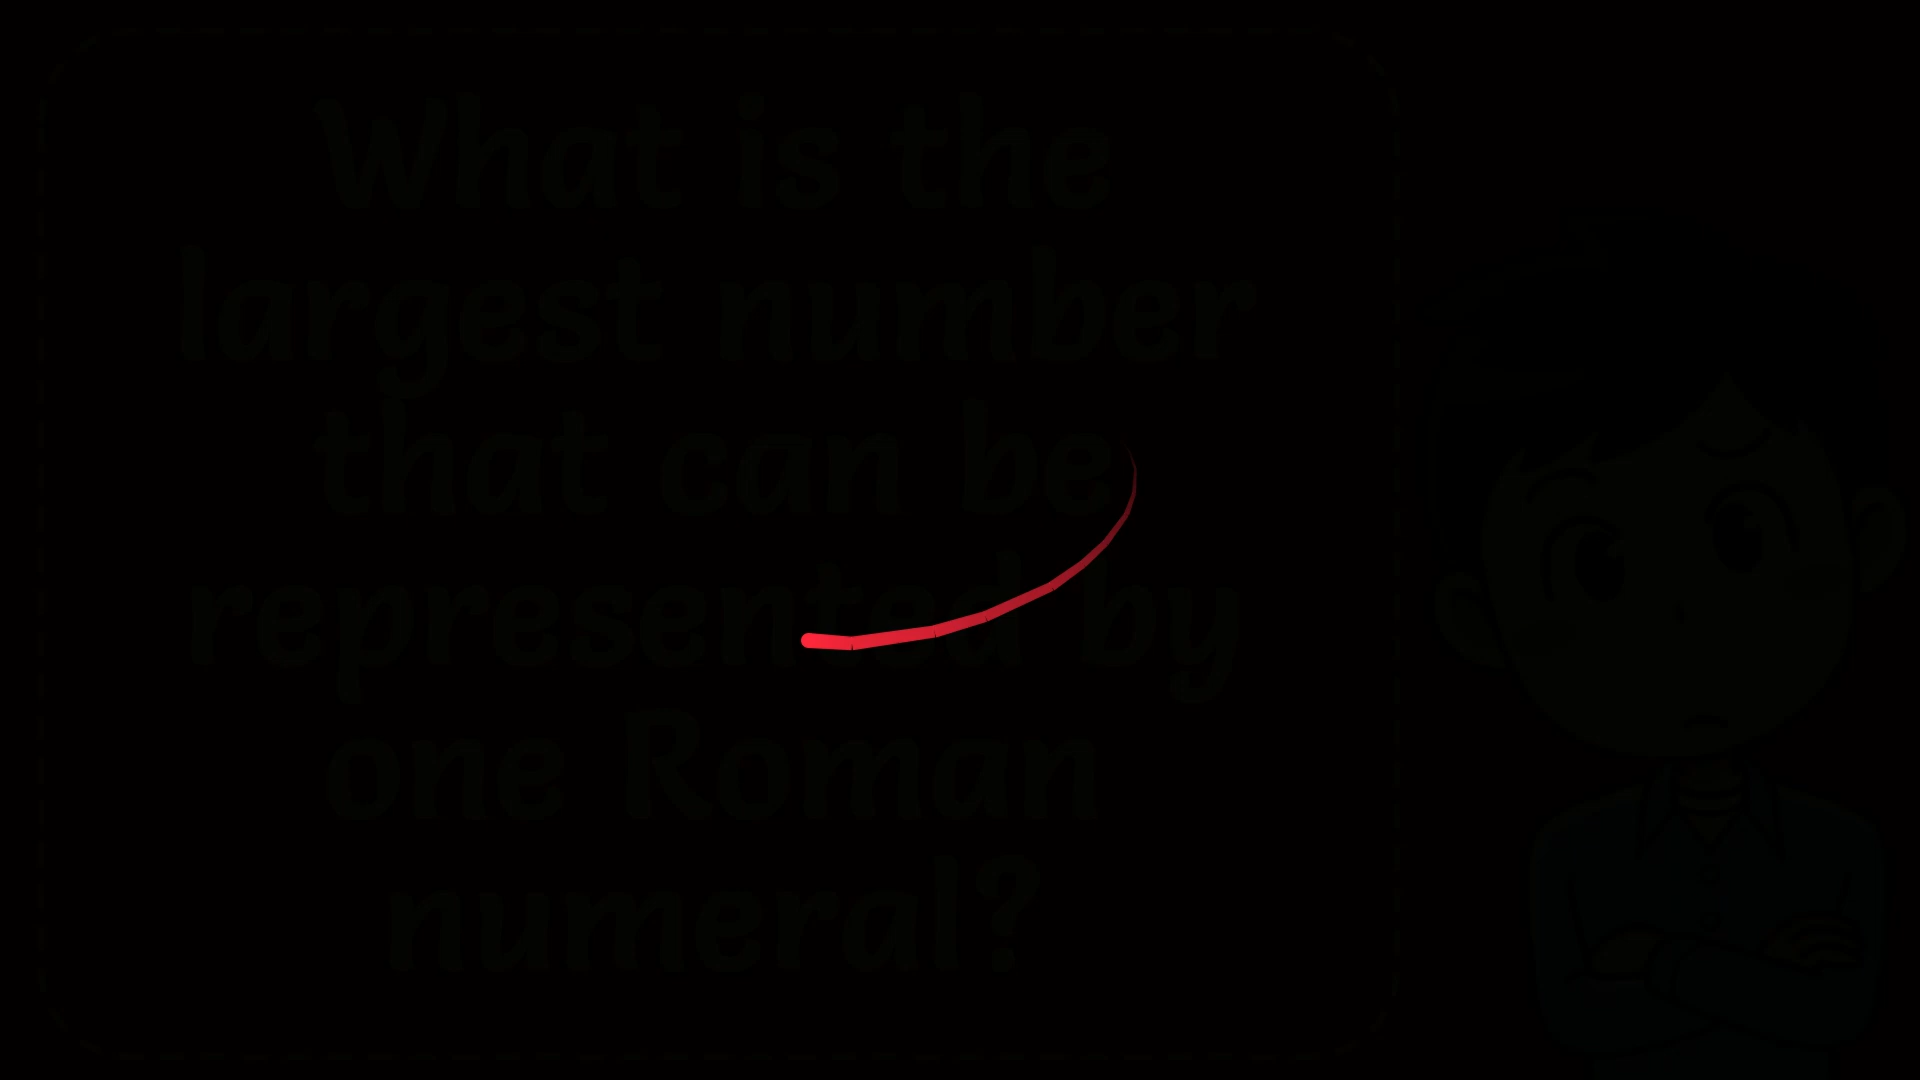 What is the
largest number
that can be
represented by
one Roman
numeral?